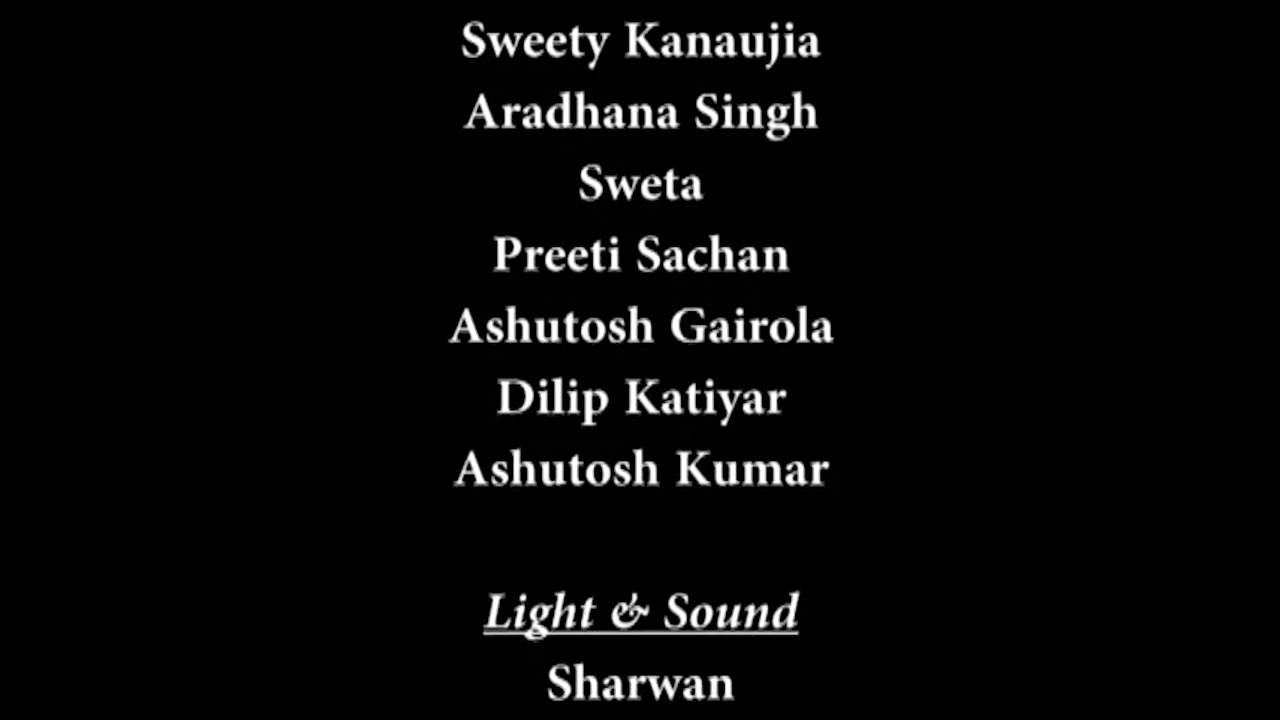 Sweety Kanaujia
Aradhana Singh
Sweta
Preeti Sachan
Ashutosh Gairola
Dilip Katiyar
Ashutosh Kumar
Light & Sound
Sharwan